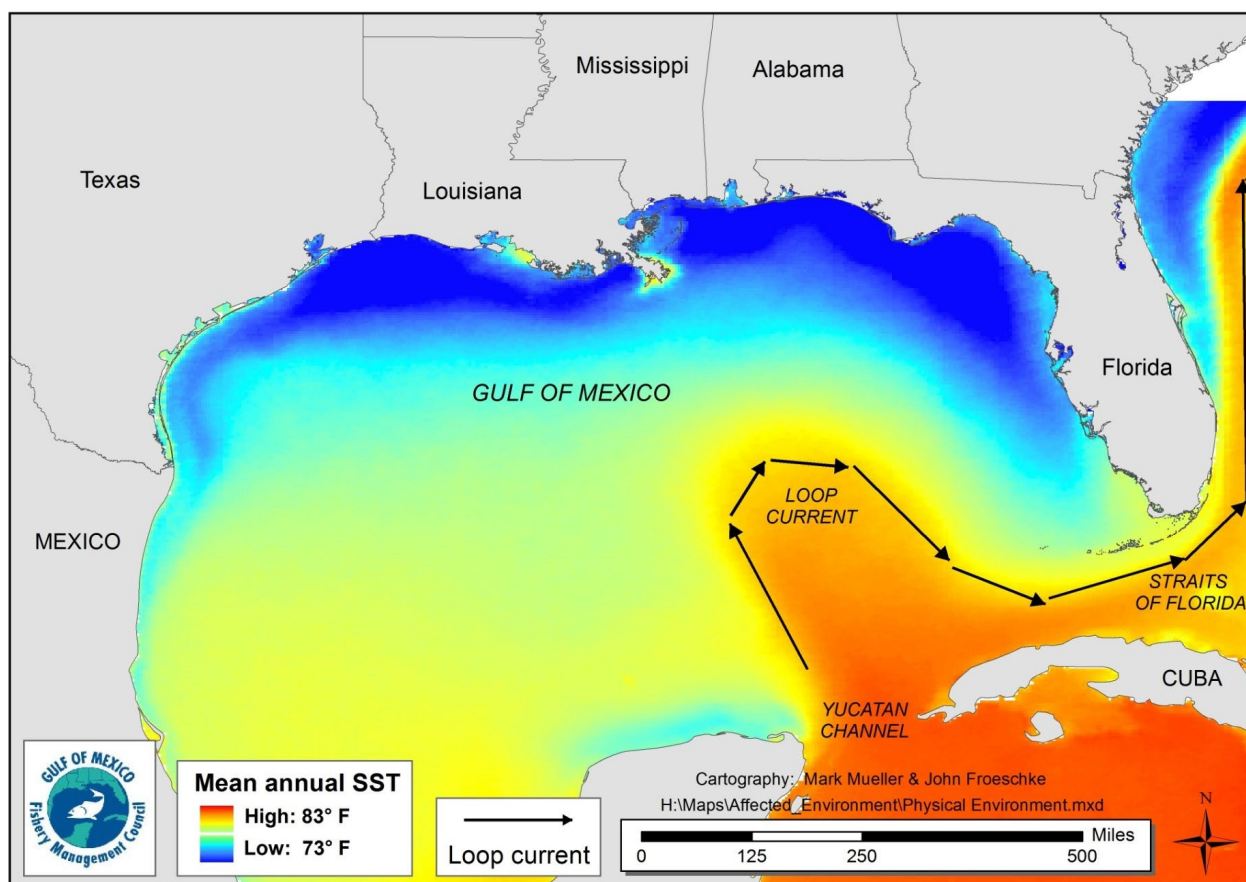 Mississippi
Alabama
Texas
Louisiana
GULF OF MEXICO
Florida
LOOP
CURRENT
MEXICO
STRAITS
OF FLORIDA
CUBA
YUCATAN
CHANNEL
GULF OF MEXICO
Fishery Management Council
Mean annual SST
High: 83° F
Low: 73° F
Loop current
Cartography: Mark Mueller & John Froeschke
H:\Maps\Affected_Environment\Physical Environment.mxd
Miles
0 125 250 500
N